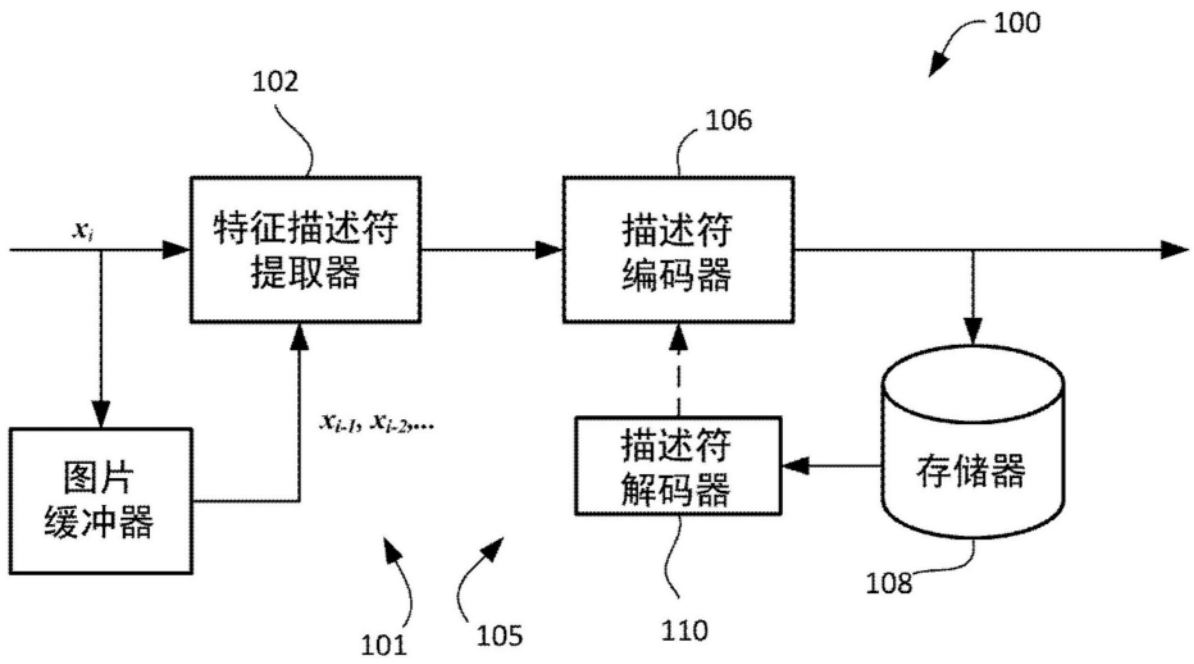 100
102
106
x_i
特征描述符
提取器
描述符
编码器
x_{i-1}, x_{i-2},...
图片
缓冲器
描述符
解码器
存储器
108
101
105
110